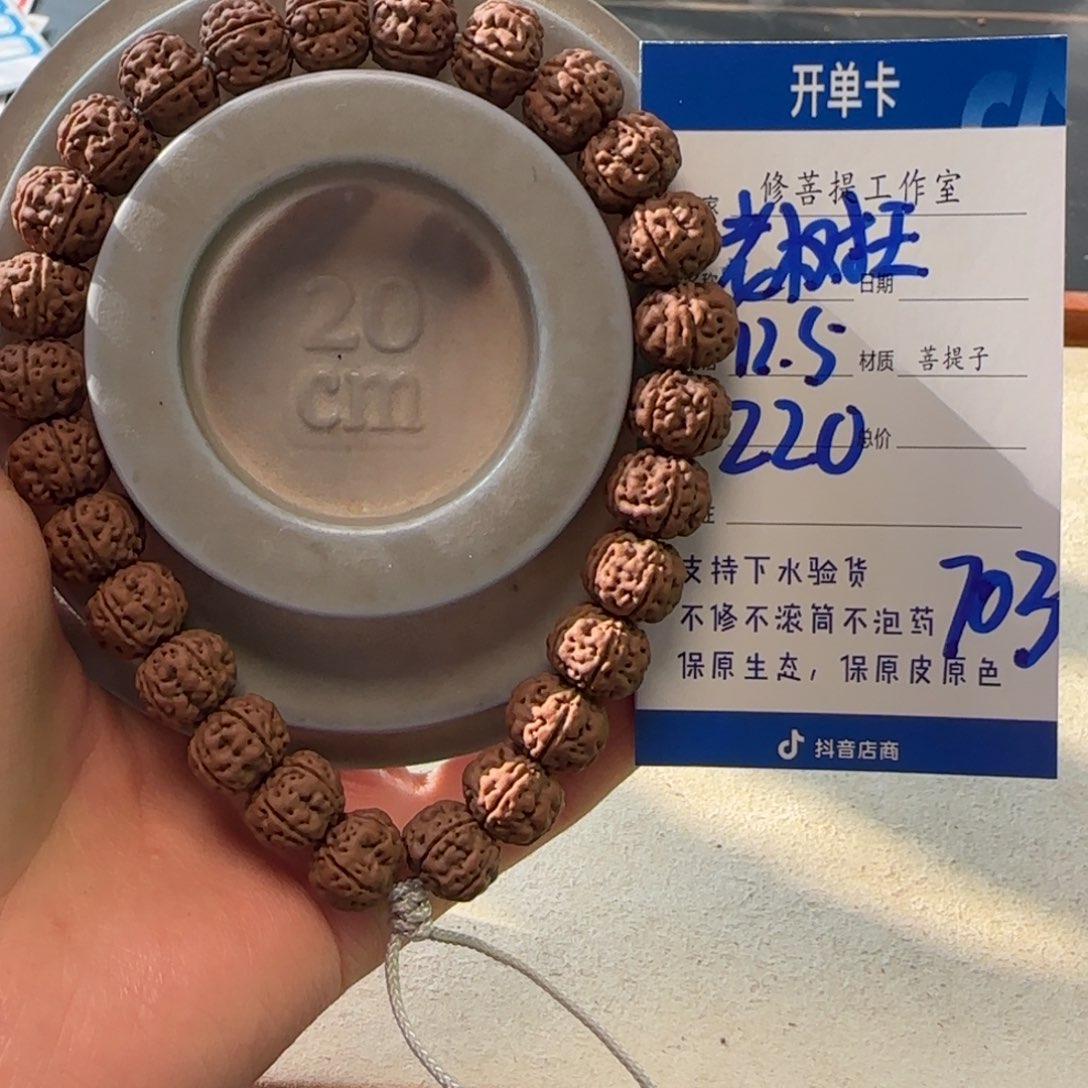 20
cm
开单卡
修菩提工作室
老树桩
日期
12.5
材质 菩提子
220
总价
支持下水验货
703
不修不滚筒不泡药
保原生态，保原皮原色
抖音店商